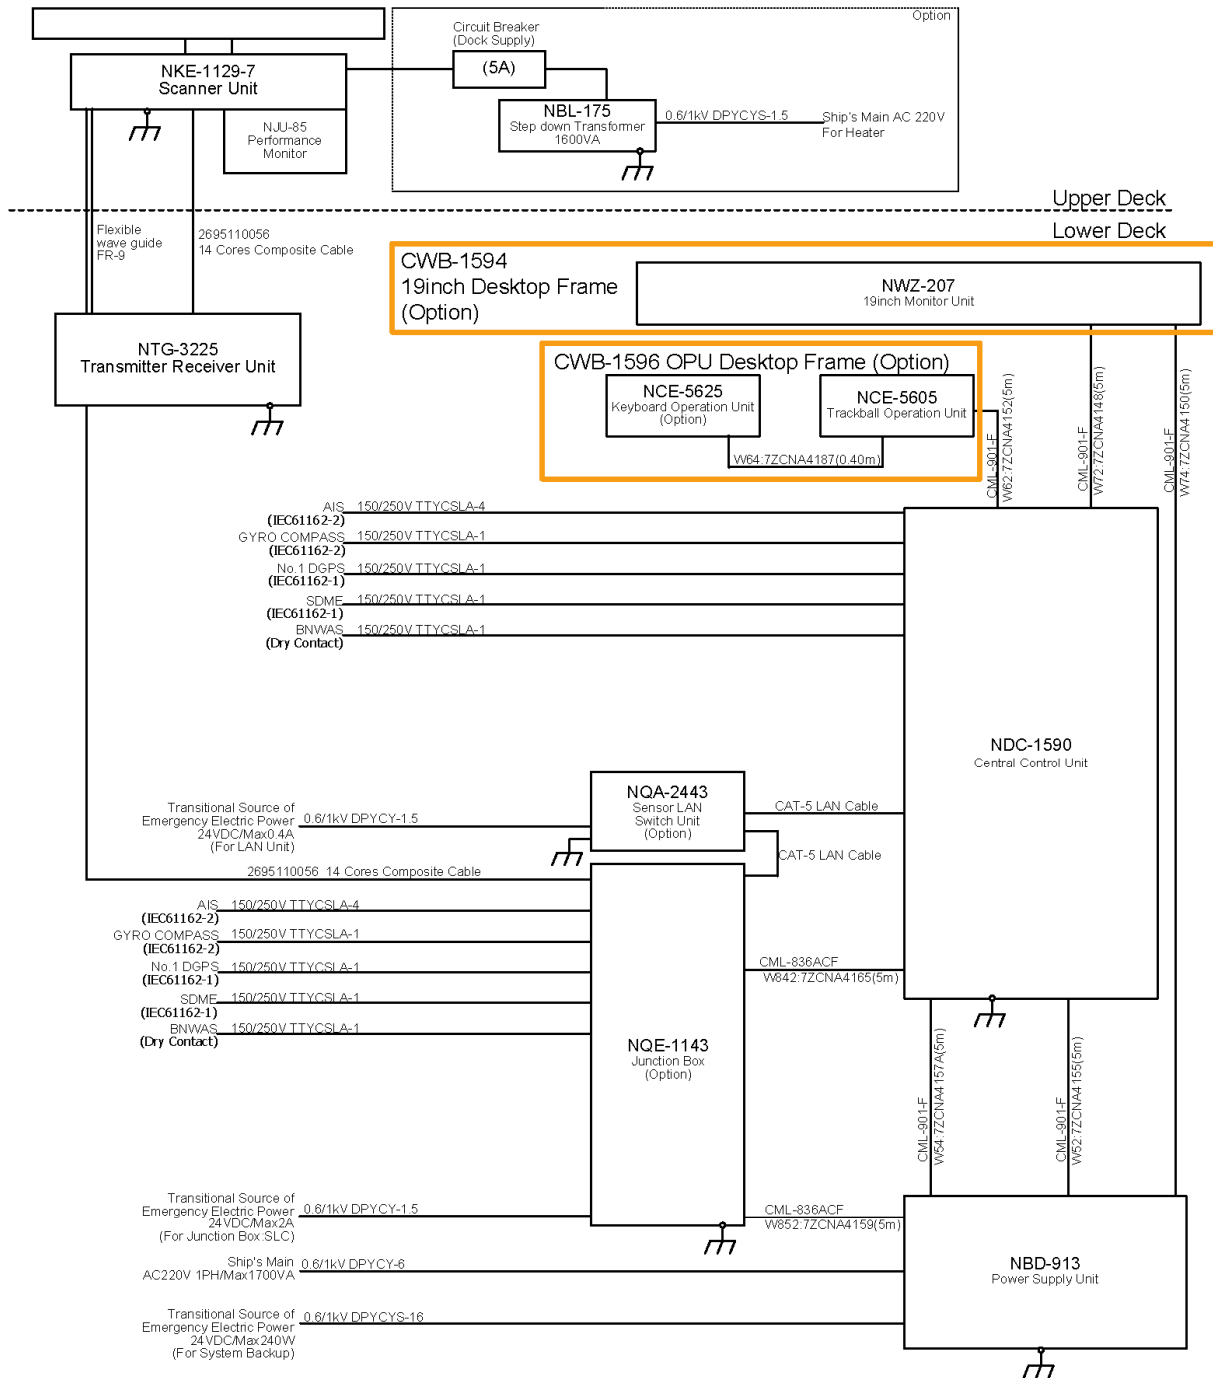 Option
Circuit Breaker
(Dock Supply)
(5A)
NKE-1129-7
Scanner Unit
NJU-85
Performance
Monitor
NBL-175
Step down Transformer
1600VA
0.6/1kV DPYCYS-1.5
Ship's Main AC 220V
For Heater
Upper Deck
Lower Deck
Flexible
wave guide
FR-9
2695110056
14 Cores Composite Cable
CWB-1594
19inch Desktop Frame
(Option)
NWZ-207
19inch Monitor Unit
NTG-3225
Transmitter Receiver Unit
CWB-1596 OPU Desktop Frame (Option)
NCE-5625
Keyboard Operation Unit
(Option)
NCE-5605
Trackball Operation Unit
W64:7ZCNA4187(0.40m)
CML-901-F
W62:7ZCNA4152(5m)
CML-901-F
W72:7ZCNA4148(5m)
CML-901-F
W74:7ZCNA4150(5m)
AIS 150/250V TTYCSLA-4
(IEC61162-2)
GYRO COMPASS 150/250V TTYCSLA-1
(IEC61162-2)
No.1 DGPS 150/250V TTYCSLA-1
(IEC61162-1)
SDME 150/250V TTYCSLA-1
(IEC61162-1)
BNWAS 150/250V TTYCSLA-1
(Dry Contact)
NDC-1590
Central Control Unit
NQA-2443
Sensor LAN
Switch Unit
(Option)
CAT-5 LAN Cable
CAT-5 LAN Cable
Transitional Source of
Emergency Electric Power
24VDC/Max0.4A
(For LAN Unit)
0.6/1kV DPYCY-1.5
2695110056 14 Cores Composite Cable
AIS 150/250V TTYCSLA-4
(IEC61162-2)
GYRO COMPASS 150/250V TTYCSLA-1
(IEC61162-2)
No.1 DGPS 150/250V TTYCSLA-1
(IEC61162-1)
SDME 150/250V TTYCSLA-1
(IEC61162-1)
BNWAS 150/250V TTYCSLA-1
(Dry Contact)
CML-836ACF
W842:7ZCNA4165(5m)
NQE-1143
Junction Box
(Option)
CML-901-F
W54:7ZCNA4157A(5m)
CML-901-F
W52:7ZCNA4155(5m)
Transitional Source of
Emergency Electric Power
24VDC/Max2A
(For Junction Box:SLC)
0.6/1kV DPYCY-1.5
CML-836ACF
W852:7ZCNA4159(5m)
Ship's Main
AC220V 1PH/Max1700VA
0.6/1kV DPYCY-6
NBD-913
Power Supply Unit
Transitional Source of
Emergency Electric Power
24VDC/Max240W
(For System Backup)
0.6/1kV DPYCYS-16